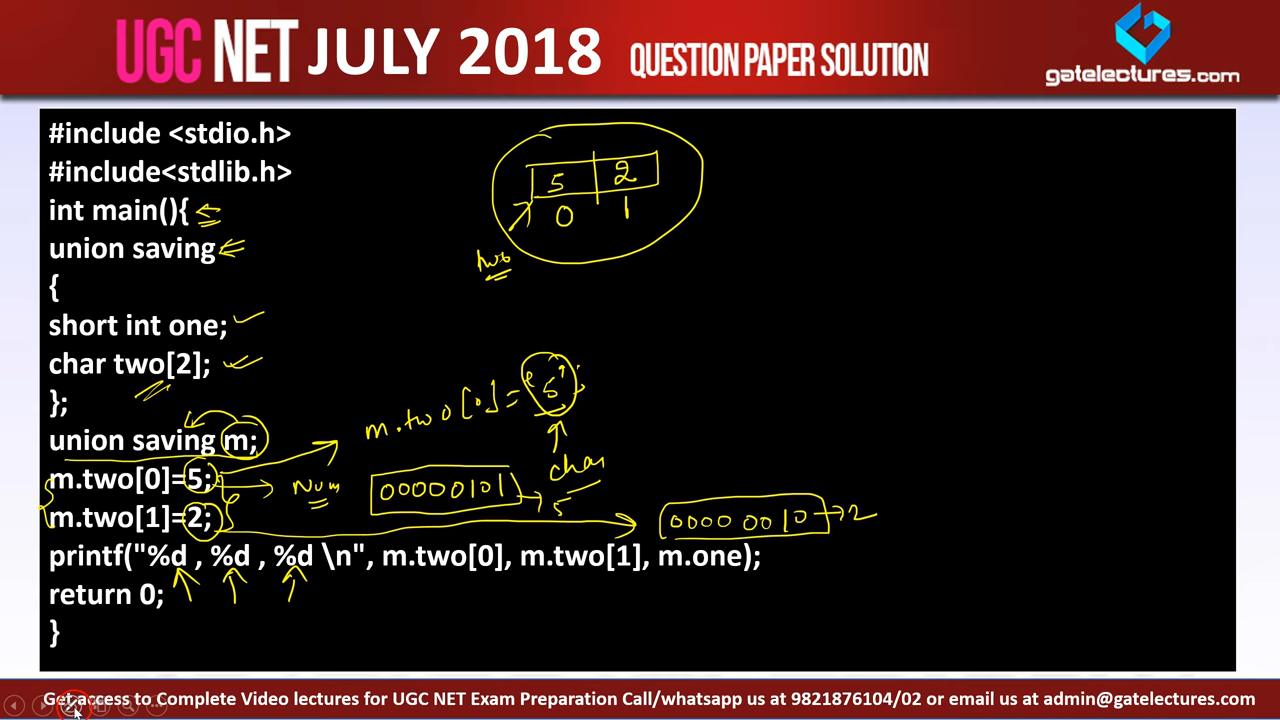 UGC NET JULY 2018 QUESTION PAPER SOLUTION
gatelectures.com
#include <stdio.h>
#include<stdlib.h>
int main(){
union saving
{
short int one;
char two[2];
};
union saving m;
m.two[0]=5;
m.two[1]=2;
printf("%d , %d , %d \n", m.two[0], m.two[1], m.one);
return 0;
}
5 2
0 1
two
m.two[0]='5';
char
Num
00000101
5
00000010
2
Get access to Complete Video lectures for UGC NET Exam Preparation Call/whatsapp us at 9821876104/02 or email us at admin@gatelectures.com